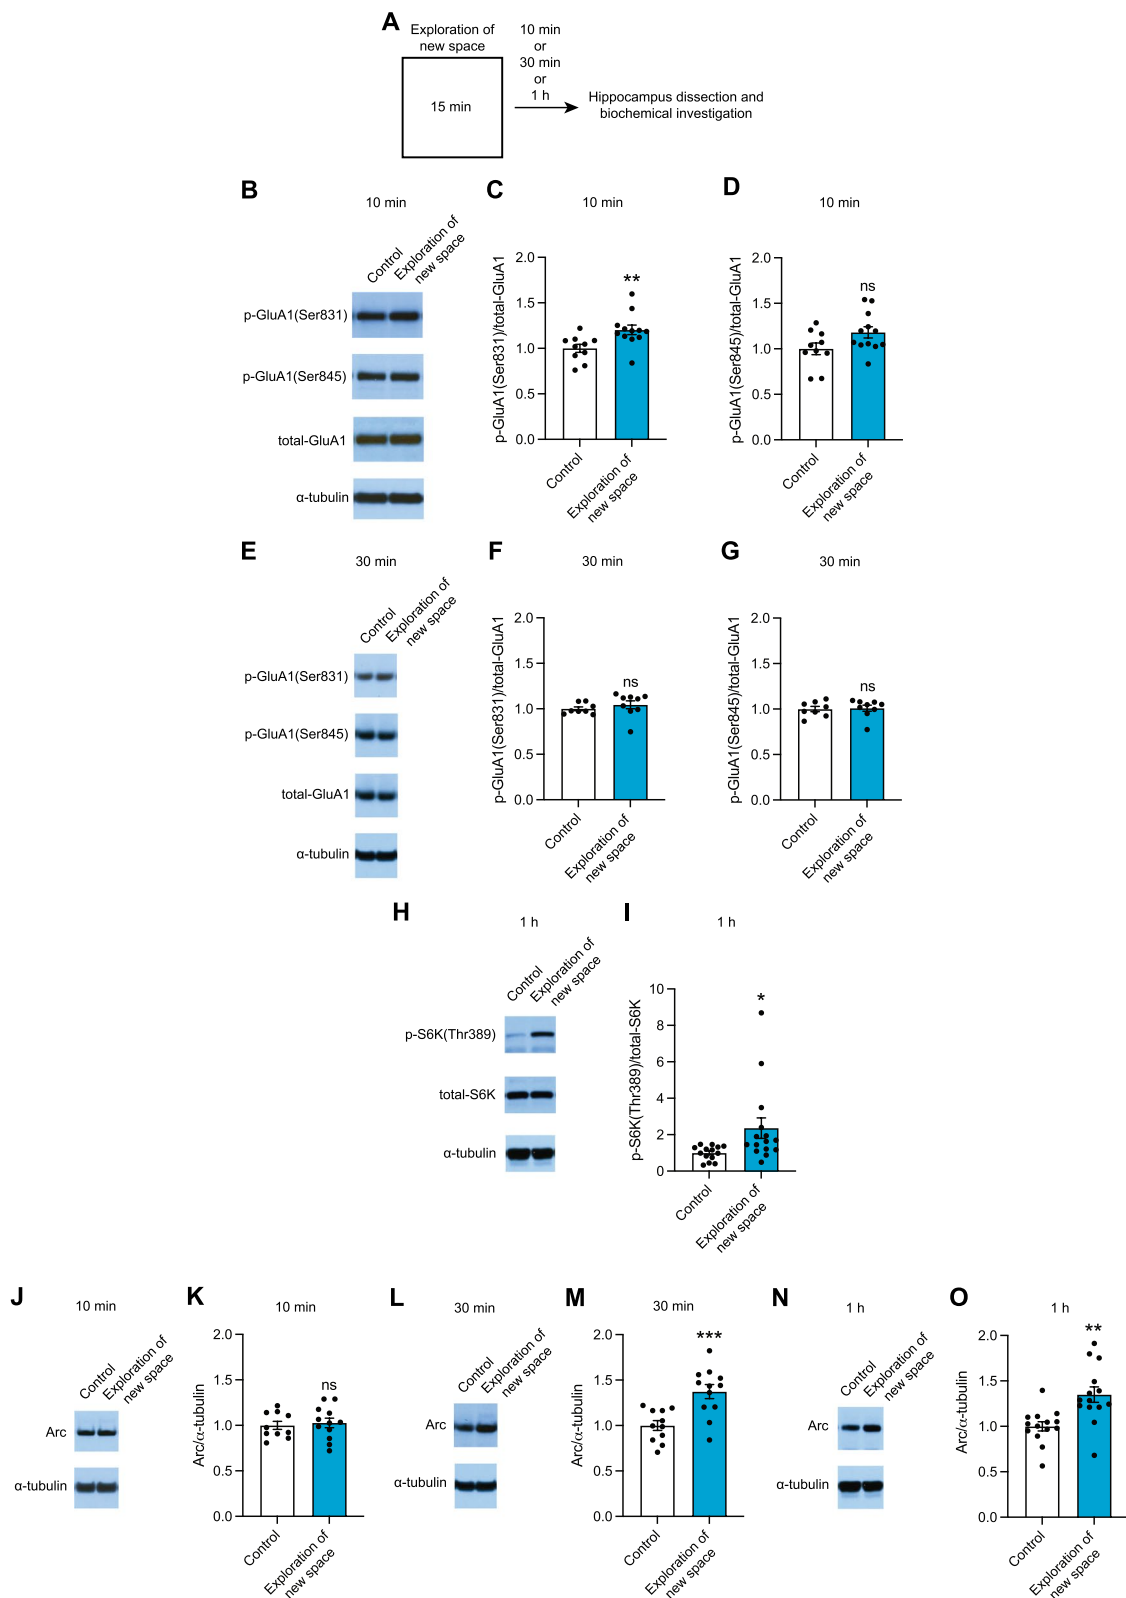 A
Exploration of
new space
15 min
10 min
or
30 min
or
1 h
Hippocampus dissection and
biochemical investigation
B
10 min
Control
Exploration of
new space
p-GluA1(Ser831)
p-GluA1(Ser845)
total-GluA1
α-tubulin
C
10 min
p-GluA1(Ser831)/total-GluA1
2.0
1.5
1.0
0.5
0.0
**
Control
Exploration of
new space
D
10 min
p-GluA1(Ser845)/total-GluA1
2.0
1.5
1.0
0.5
0.0
ns
Control
Exploration of
new space
E
30 min
Control
Exploration of
new space
p-GluA1(Ser831)
p-GluA1(Ser845)
total-GluA1
α-tubulin
F
30 min
p-GluA1(Ser831)/total-GluA1
2.0
1.5
1.0
0.5
0.0
ns
Control
Exploration of
new space
G
30 min
p-GluA1(Ser845)/total-GluA1
2.0
1.5
1.0
0.5
0.0
ns
Control
Exploration of
new space
H
1 h
Control
Exploration of
new space
p-S6K(Thr389)
total-S6K
α-tubulin
I
1 h
p-S6K(Thr389)/total-S6K
10
8
6
4
2
0
*
Control
Exploration of
new space
J
10 min
Control
Exploration of
new space
Arc
α-tubulin
K
10 min
Arc/α-tubulin
2.0
1.5
1.0
0.5
0.0
ns
Control
Exploration of
new space
L
30 min
Control
Exploration of
new space
Arc
α-tubulin
M
30 min
Arc/α-tubulin
2.0
1.5
1.0
0.5
0.0
***
Control
Exploration of
new space
N
1 h
Control
Exploration of
new space
Arc
α-tubulin
O
1 h
Arc/α-tubulin
2.0
1.5
1.0
0.5
0.0
**
Control
Exploration of
new space